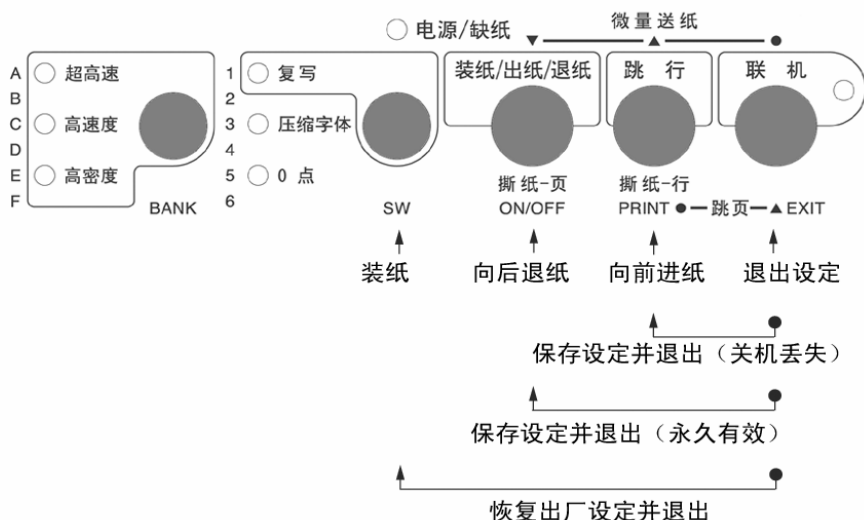 电源/缺纸
微量送纸
A 超高速 1 复写 装纸/出纸/退纸 跳 行 联 机
B 2
C 高速度 3 压缩字体
D 4
E 高密度 5 0 点 撕纸-页 撕纸-行
F BANK 6 SW ON/OFF PRINT ●—跳页—▲ EXIT
装纸 向后退纸 向前进纸 退出设定
保存设定并退出（关机丢失）
保存设定并退出（永久有效）
恢复出厂设定并退出